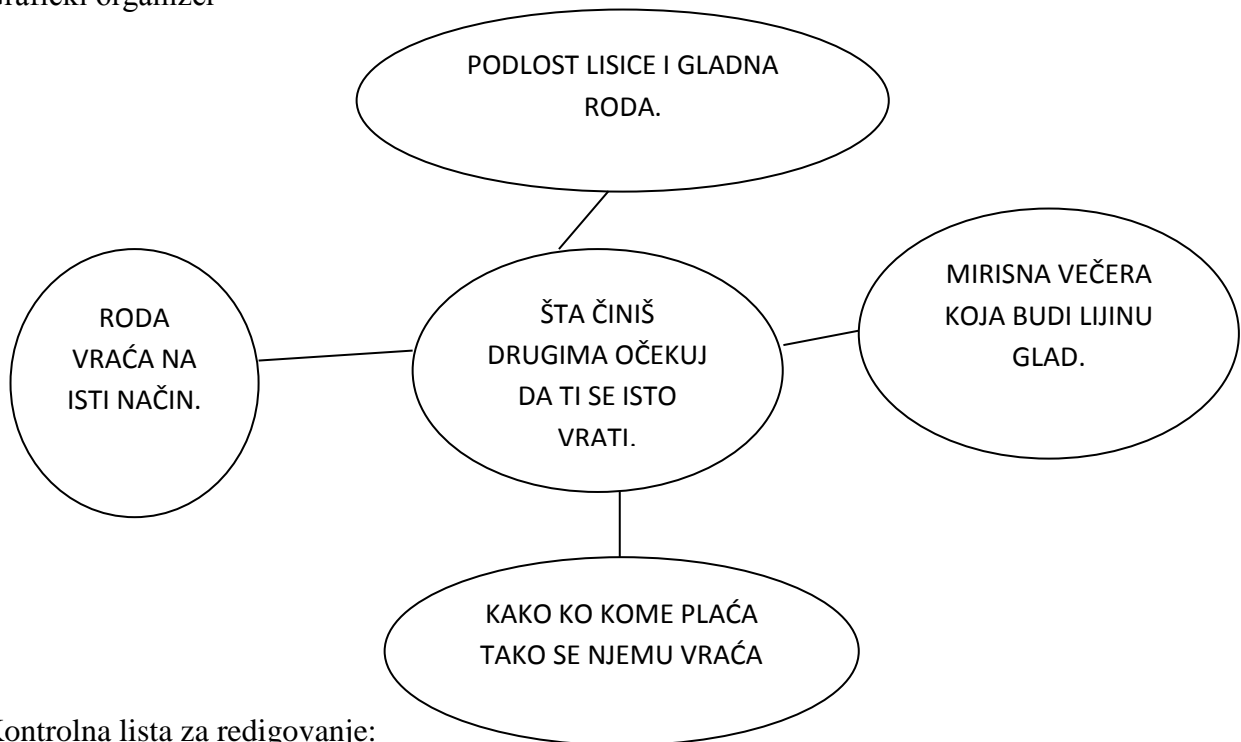 Grafički organizer
PODLOST LISICE I GLADNA
RODA.
MIRISNA VEČERA
KOJA BUDI LIJINU
GLAD.
RODA
VRAĆA NA
ISTI NAČIN.
ŠTA ČINIŠ
DRUGIMA OČEKUJ
DA TI SE ISTO
VRATI.
KAKO KO KOME PLAĆA
TAKO SE NJEMU VRAĆA
Kontrolna lista za redigovanje: